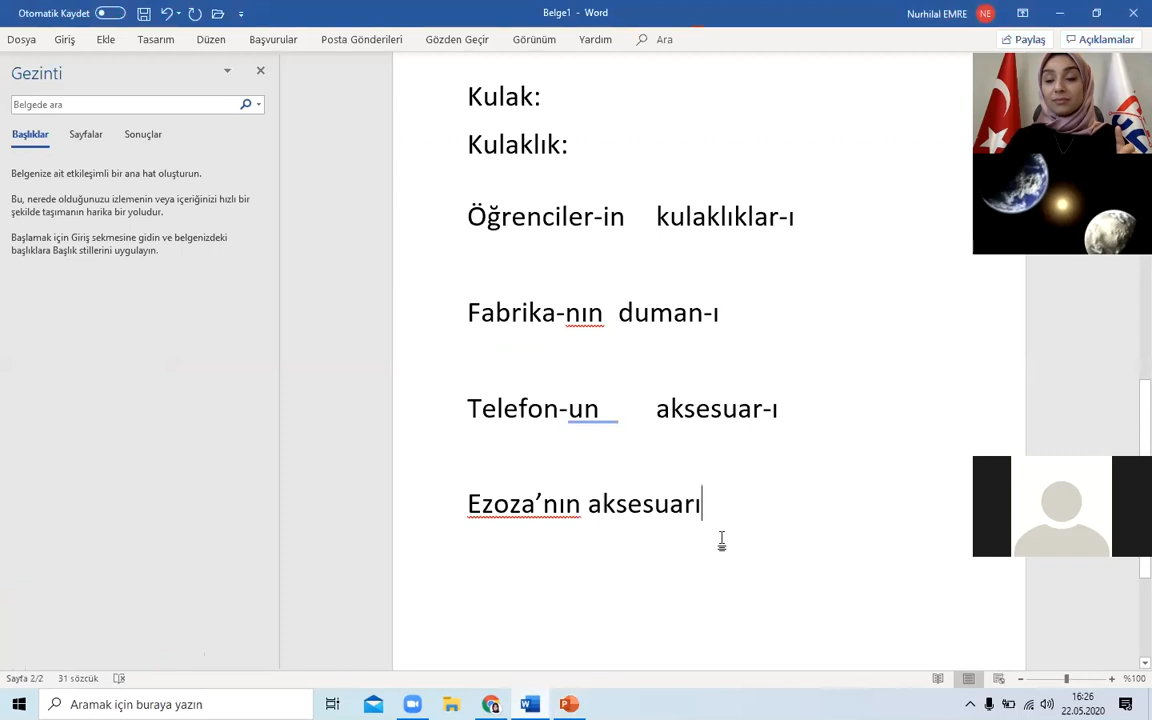 Otomatik Kaydet
Belge1 - Word
Nurhilal EMRE
NE
Dosya Giriş Ekle Tasarım Düzen Başvurular Posta Gönderileri Gözden Geçir Görünüm Yardım Ara
Paylaş Açıklamalar
Gezinti
Belgede ara
Başlıklar Sayfalar Sonuçlar
Belgenize ait etkileşimli bir ana hat oluşturun.
Bu, nerede olduğunuzu izlemenin veya içeriğinizi hızlı bir
şekilde taşımanın harika bir yoludur.
Başlamak için Giriş sekmesine gidin ve belgenizdeki
başlıklara Başlık stillerini uygulayın.
Kulak:
Kulaklık:
Öğrenciler-in kulaklıklar-ı
Fabrika-nın duman-ı
Telefon-un aksesuar-ı
Ezoza’nın aksesuarı
Sayfa 2/2 31 sözcük
%100
Aramak için buraya yazın
16:26
22.05.2020